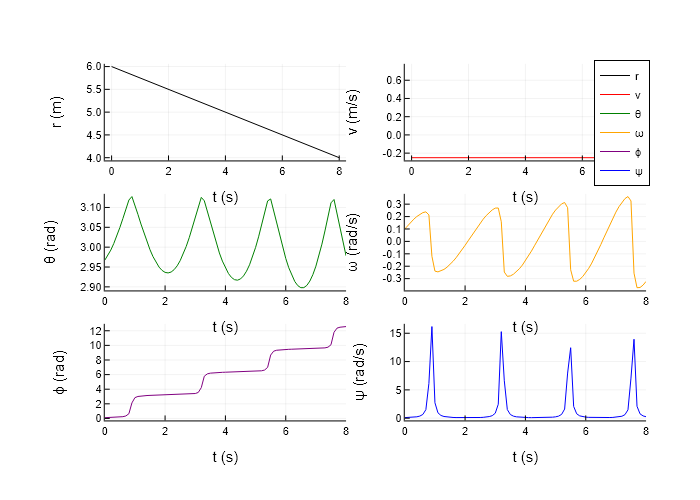 r (m)
6.0
5.5
5.0
4.5
4.0
0 2 4 6 8
t (s)
v (m/s)
0.6
0.4
0.2
0.0
-0.2
0 2 4 6
t (s)
r
v
θ
ω
ϕ
ψ
θ (rad)
3.10
3.05
3.00
2.95
2.90
0 2 4 6 8
t (s)
ω (rad/s)
0.3
0.2
0.1
0.0
-0.1
-0.2
-0.3
0 2 4 6 8
t (s)
ϕ (rad)
12
10
8
6
4
2
0
0 2 4 6 8
t (s)
ψ (rad/s)
15
10
5
0
0 2 4 6 8
t (s)